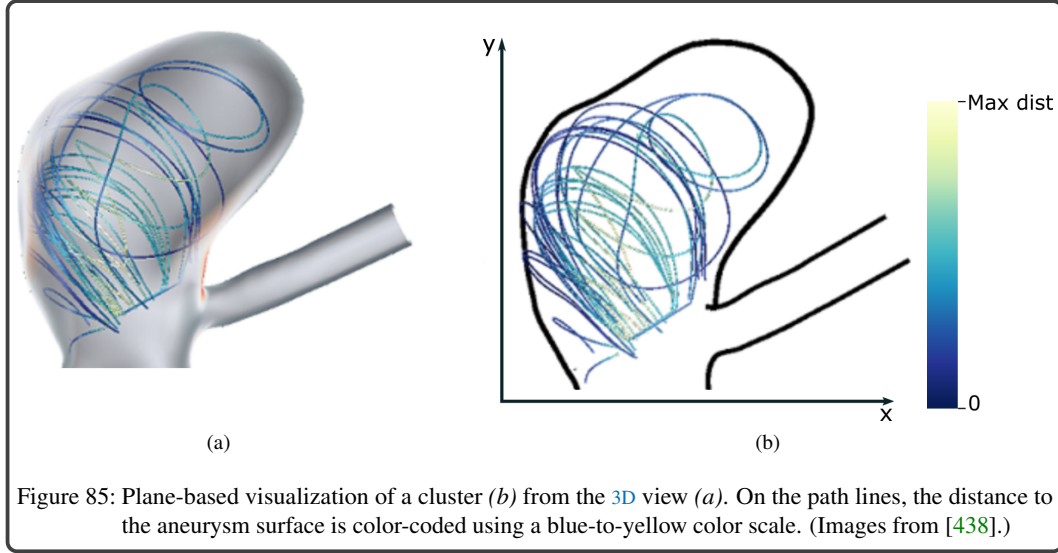 y
Max dist
0
x
(a)
(b)
Figure 85: Plane-based visualization of a cluster (b) from the 3D view (a). On the path lines, the distance to
the aneurysm surface is color-coded using a blue-to-yellow color scale. (Images from [438].)